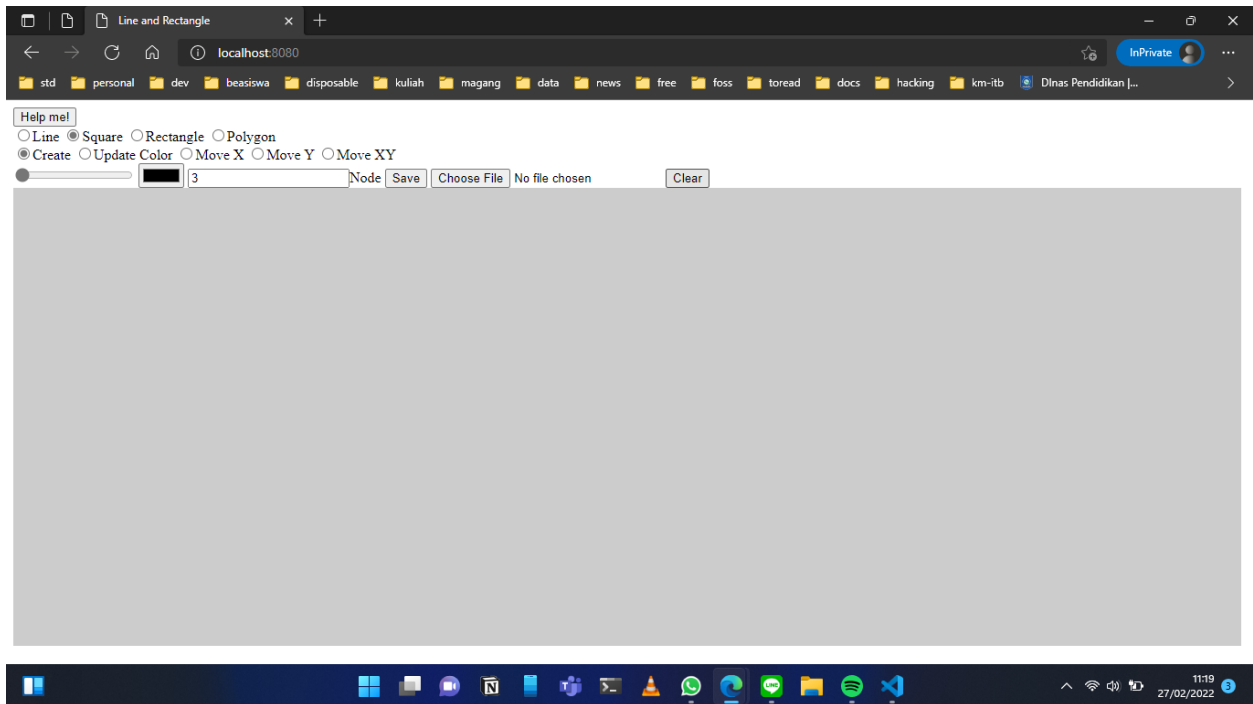 Line and Rectangle
localhost:8080
InPrivate
std personal dev beasiswa disposable kuliah magang data news free foss toread docs hacking km-itb DInas Pendidikan |...
Help me!
Line Square Rectangle Polygon
Create Update Color Move X Move Y Move XY
3 Node Save Choose File No file chosen Clear
11:19
27/02/2022
3